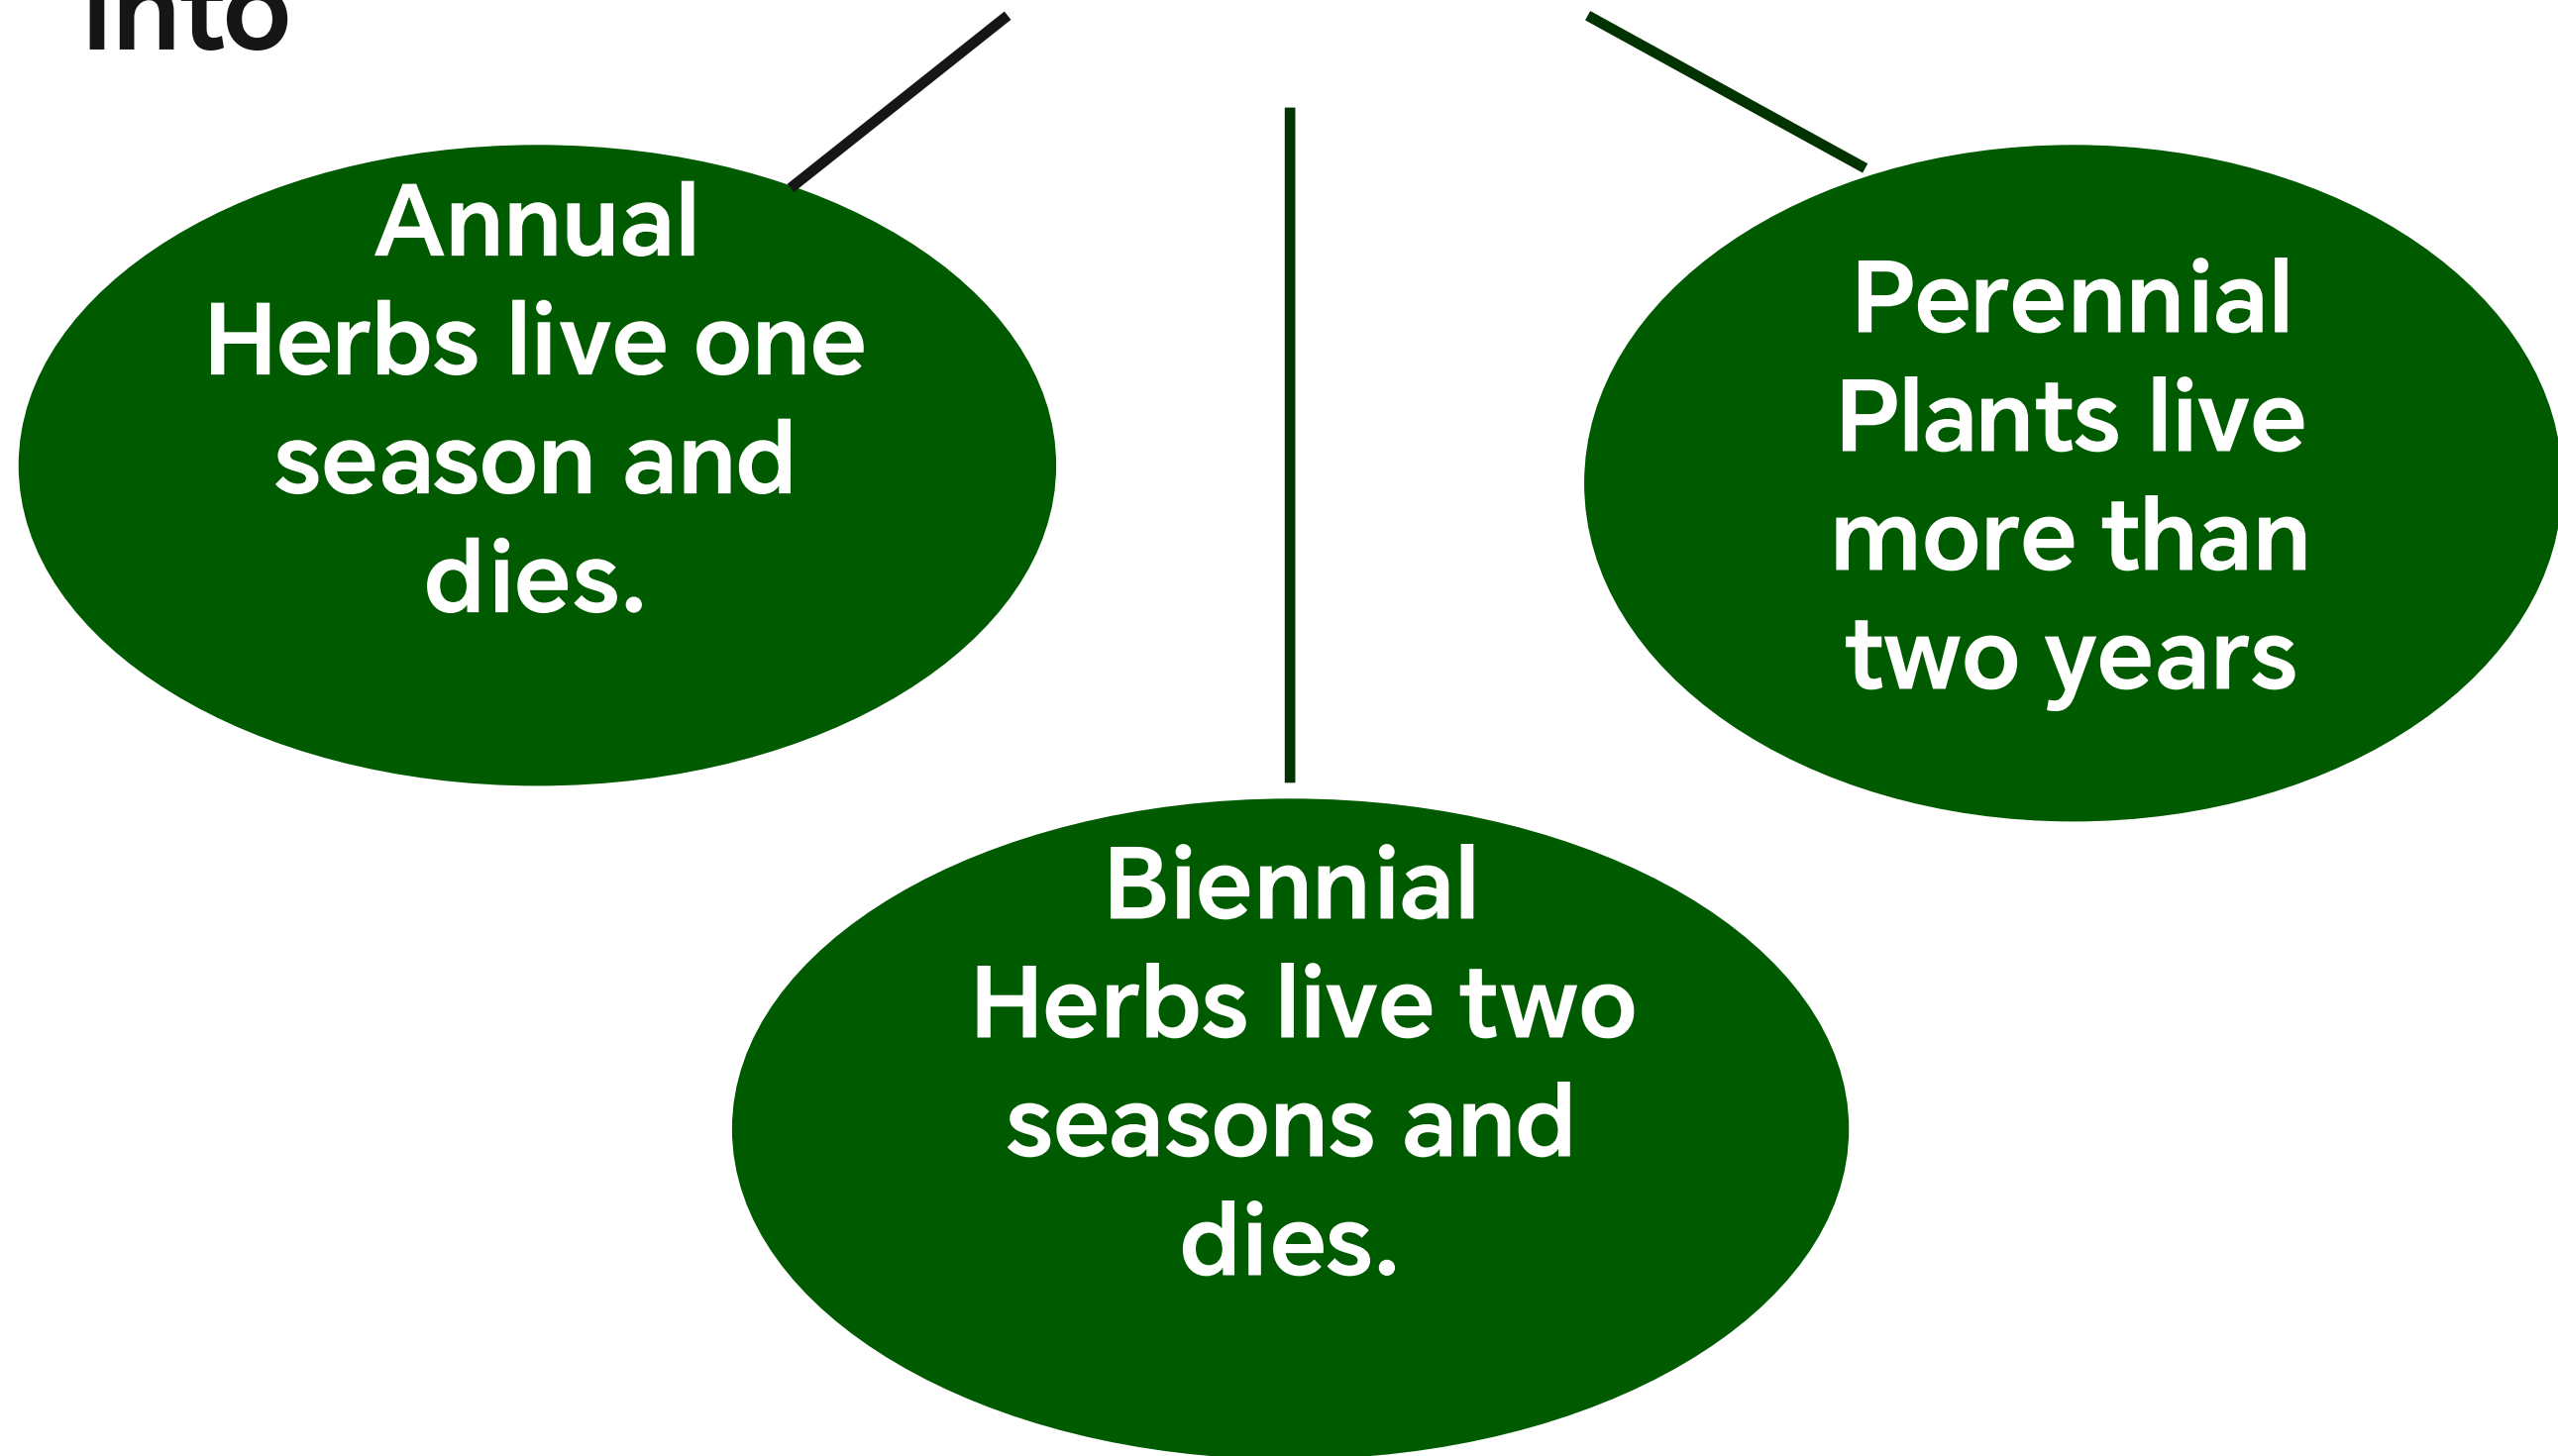 into
Annual
Herbs live one
season and
dies.
Perennial
Plants live
more than
two years
Biennial
Herbs live two
seasons and
dies.